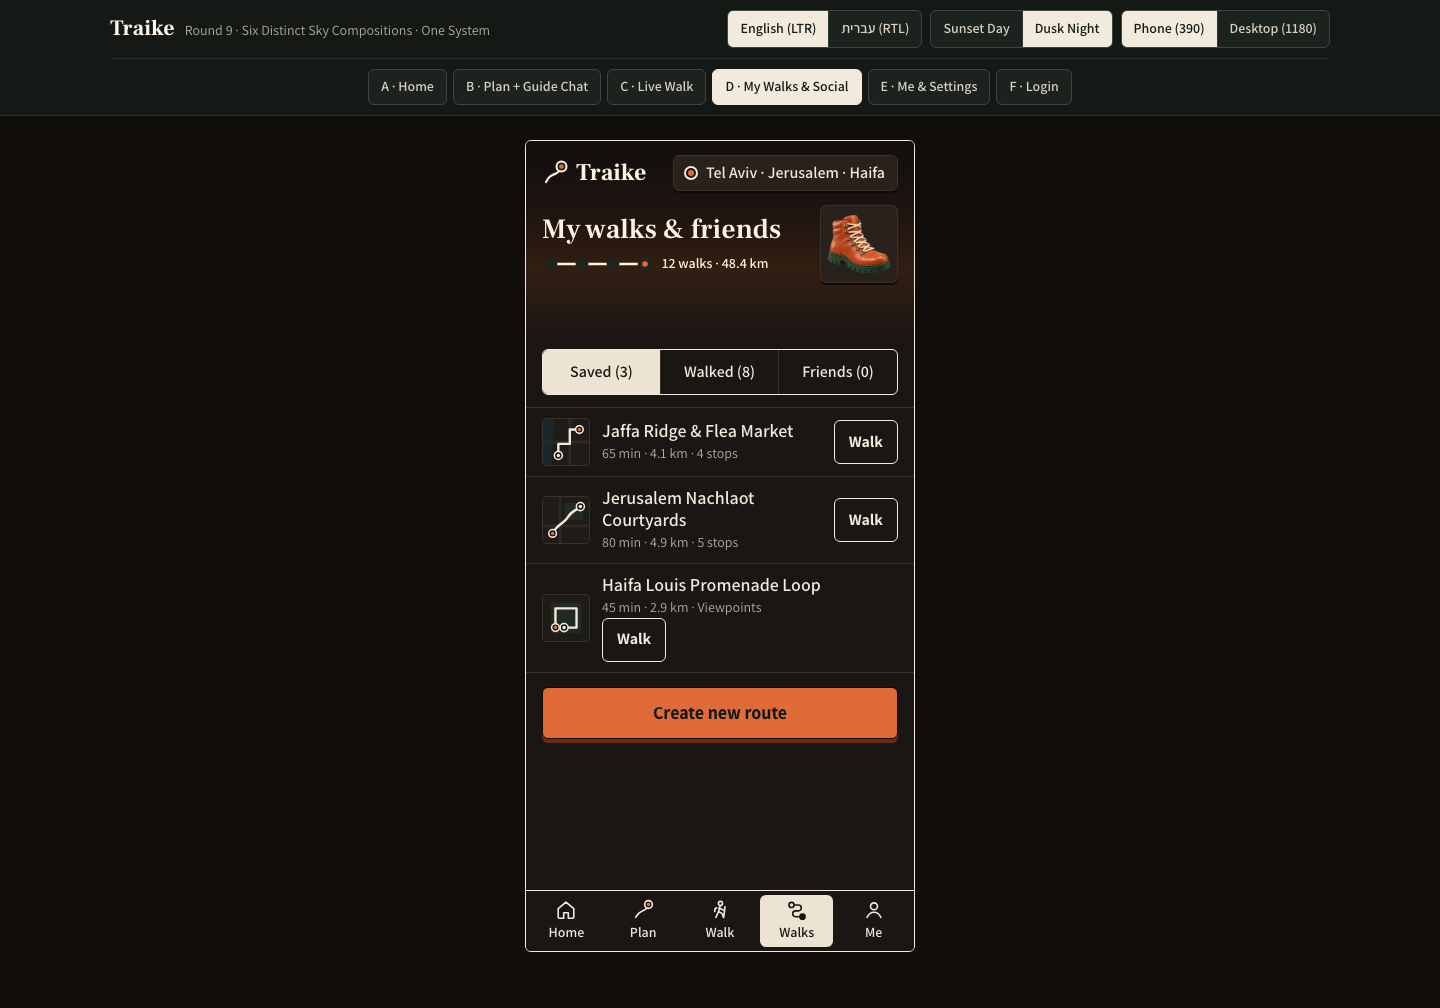 Traike Round 9 · Six Distinct Sky Compositions · One System
English (LTR) עברית (RTL) Sunset Day Dusk Night Phone (390) Desktop (1180)
A · Home B · Plan + Guide Chat C · Live Walk D · My Walks & Social E · Me & Settings F · Login
Traike Tel Aviv · Jerusalem · Haifa
My walks & friends
12 walks · 48.4 km
Saved (3) Walked (8) Friends (0)
Jaffa Ridge & Flea Market
65 min · 4.1 km · 4 stops
Walk
Jerusalem Nachlaot
Courtyards
80 min · 4.9 km · 5 stops
Walk
Haifa Louis Promenade Loop
45 min · 2.9 km · Viewpoints
Walk
Create new route
Home Plan Walk Walks Me